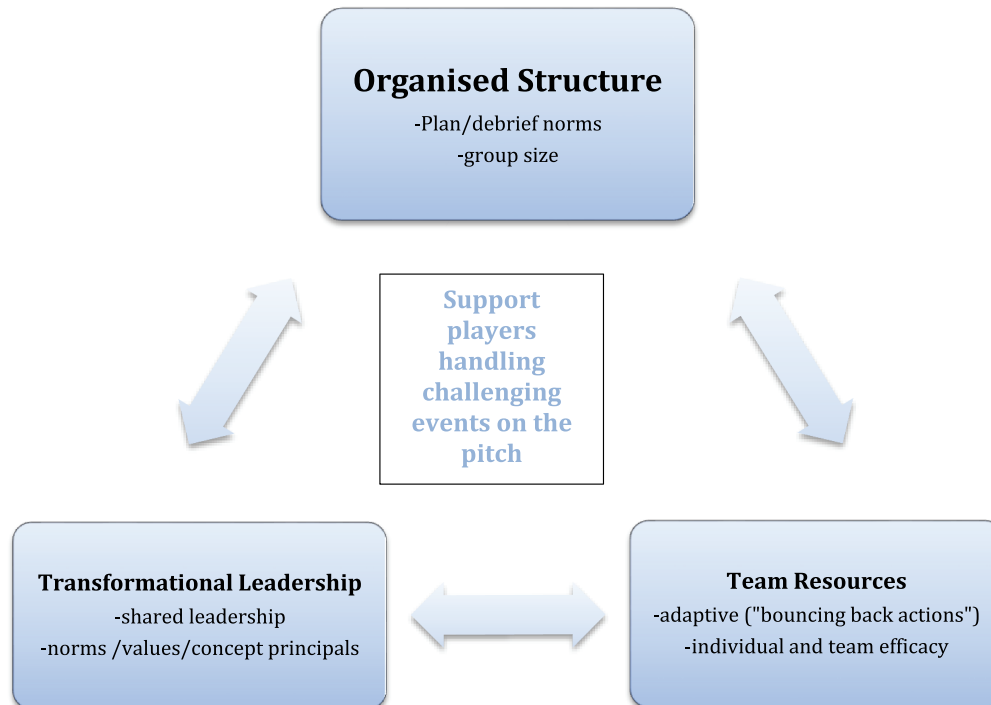 Organised Structure
-Plan/debrief norms
-group size
Support
players
handling
challenging
events on the
pitch
Transformational Leadership
-shared leadership
-norms /values/concept principals
Team Resources
-adaptive ("bouncing back actions")
-individual and team efficacy